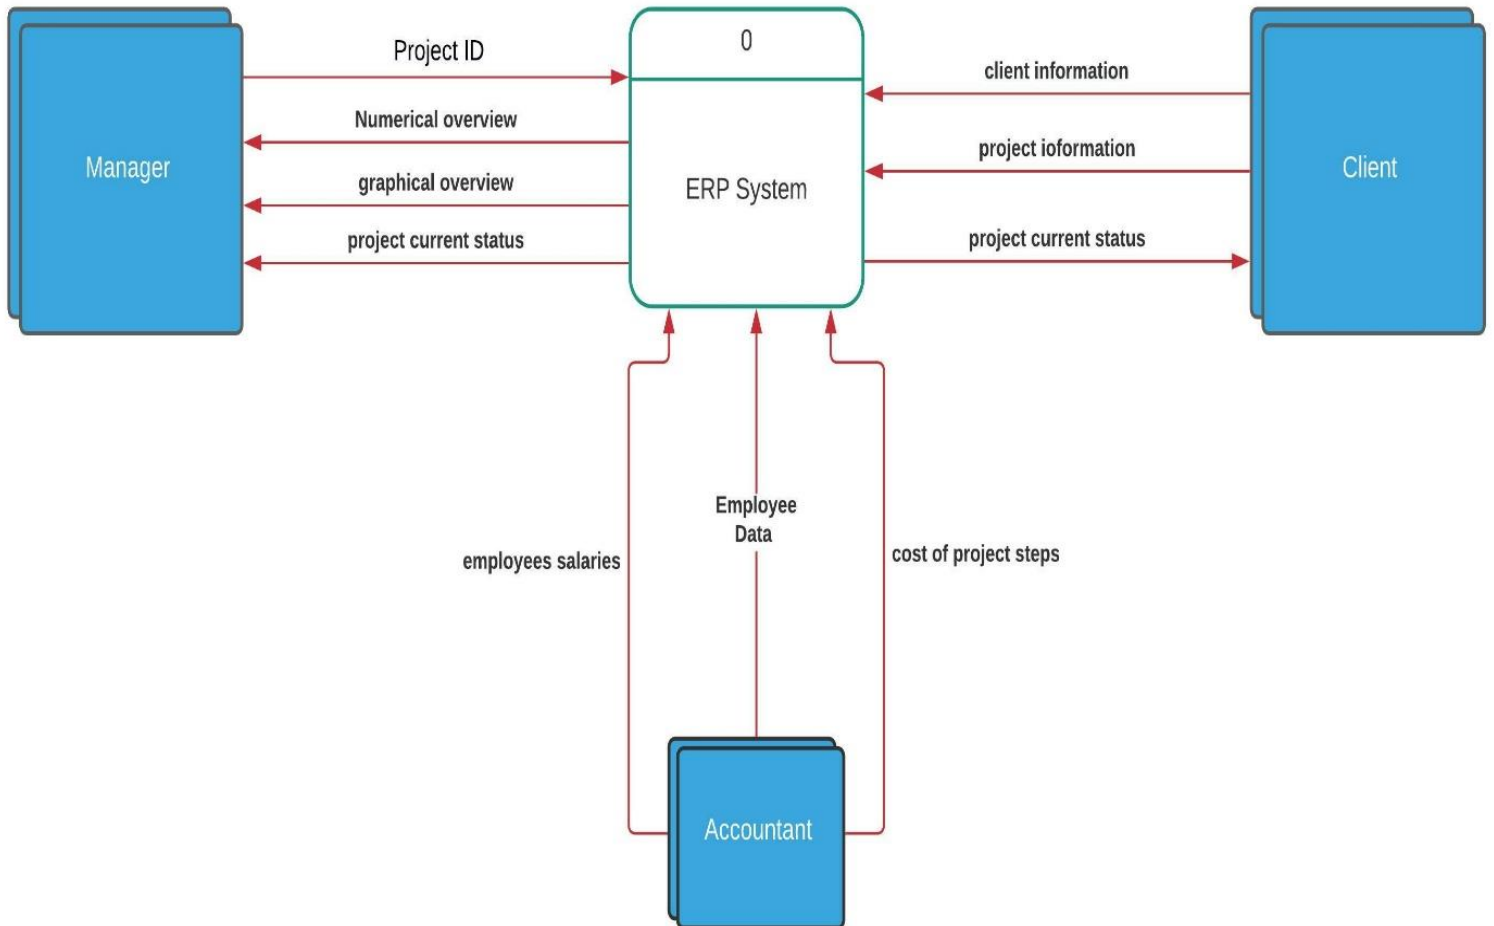 0
Project ID
client information
Numerical overview
project ioformation
Manager
ERP System
Client
graphical overview
project current status
project current status
Employee
Data
employees salaries
cost of project steps
Accountant